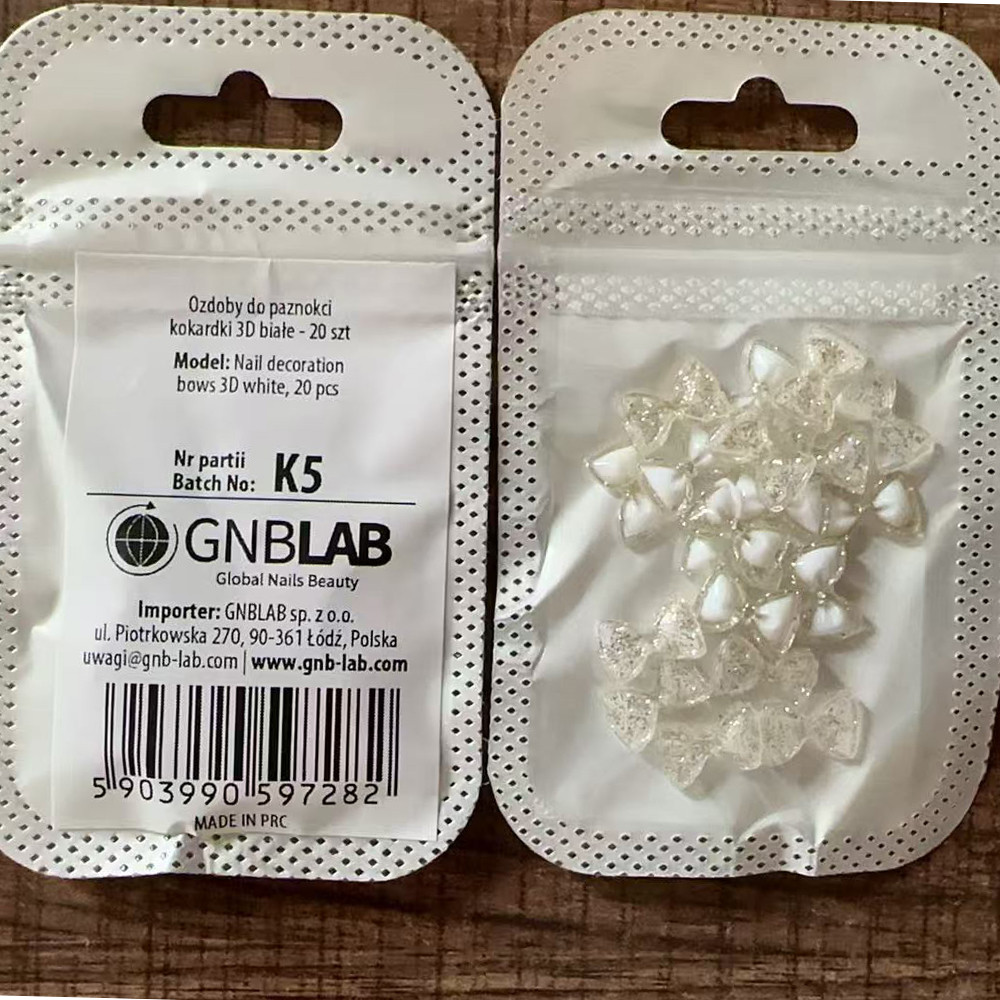 Ozdoby do paznokci
kokardki 3D białe - 20 szt
Model: Nail decoration
bows 3D white, 20 pcs
Nr partii
Batch No: K5
GNBLAB
Global Nails Beauty
Importer: GNBLAB sp. z o.o.
ul. Piotrkowska 270, 90-361 Łódź, Polska
uwagi@gnb-lab.com | www.gnb-lab.com
5 903990 597282
MADE IN PRC